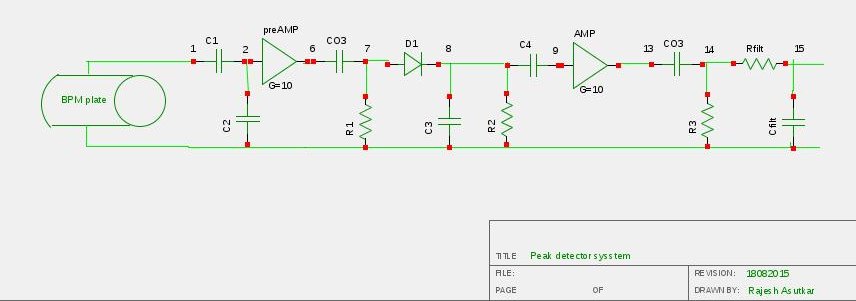 preAMP
AMP
1 C1 2 6 CO3 7 D1 8 C4 9 13 CO3 14 Rfilt 15
BPM plate
G=10
G=10
C2 R1 C3 R2 R3 Cfilt
TITLE Peak detector sysstem
FILE: REVISION: 18082015
PAGE OF DRAWN BY: Rajesh Asutkar